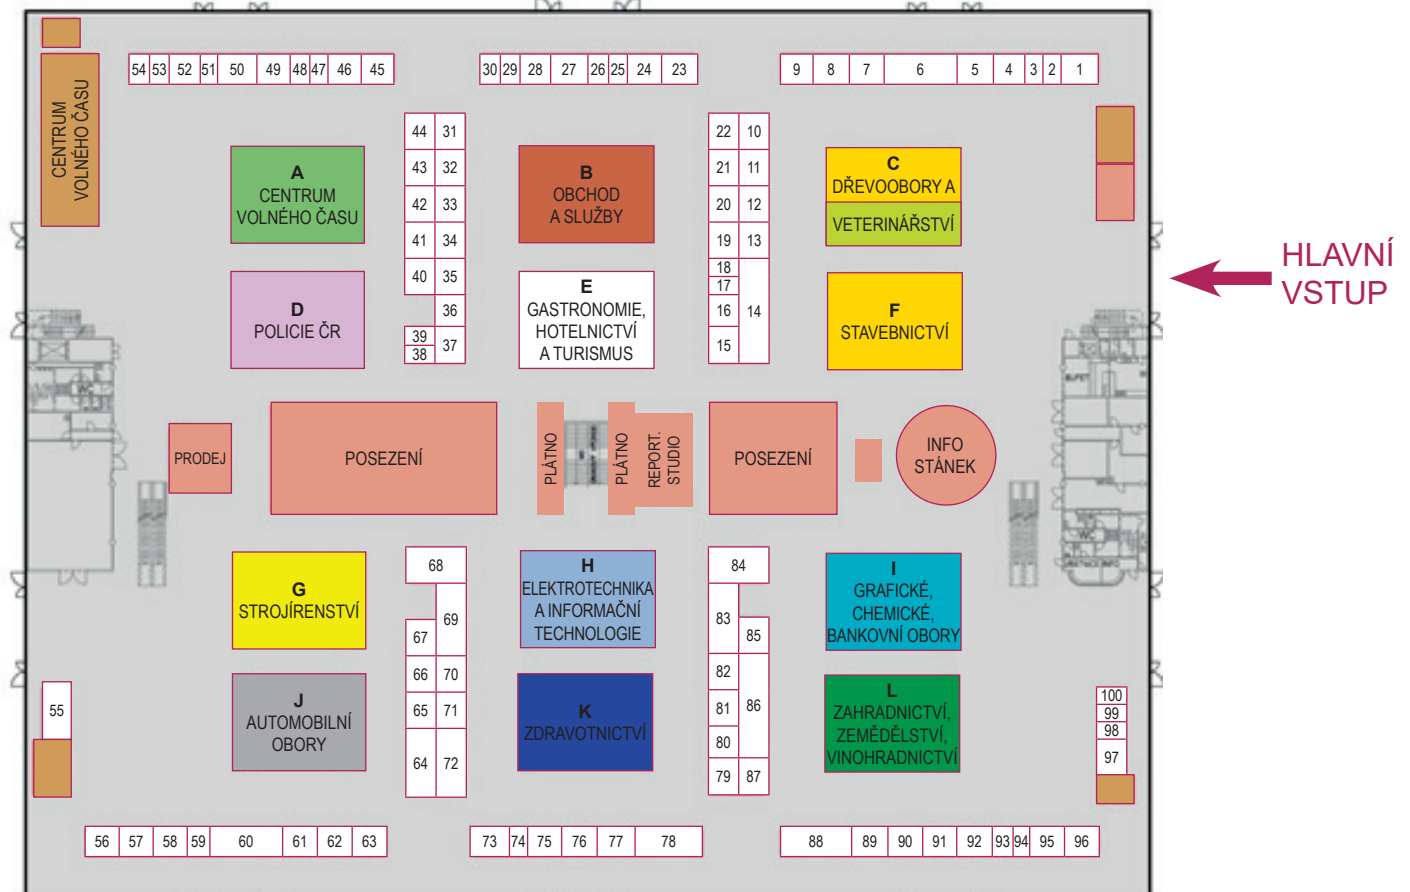 54 53 52 51 50 49 48 47 46 45
30 29 28 27 26 25 24 23
9 8 7 6 5 4 3 2 1
CENTRUM
VOLNÉHO ČASU
44 31
43 32
42 33
41 34
40 35
36
39
38
37
22 10
21 11
20 12
19 13
18
17
16
14
15
A
CENTRUM
VOLNÉHO ČASU
B
OBCHOD
A SLUŽBY
C
DŘEVOOBORY A
VETERINÁŘSTVÍ
HLAVNÍ
VSTUP
D
POLICIE ČR
E
GASTRONOMIE,
HOTELNICTVÍ
A TURISMUS
F
STAVEBNICTVÍ
WC
PRODEJ
POSEZENÍ
PLÁTNO
PLÁTNO
REPORT.
STUDIO
POSEZENÍ
INFO
STÁNEK
BUFET
WC
G
STROJÍRENSTVÍ
H
ELEKTROTECHNIKA
A INFORMAČNÍ
TECHNOLOGIE
I
GRAFICKÉ,
CHEMICKÉ,
BANKOVNÍ OBORY
68
69
67
66 70
65 71
64 72
84
83
85
82
81
86
80
79 87
J
AUTOMOBILNÍ
OBORY
K
ZDRAVOTNICTVÍ
L
ZAHRADNICTVÍ,
ZEMĚDĚLSTVÍ,
VINOHRADNICTVÍ
55
100
99
98
97
56 57 58 59 60 61 62 63
73 74 75 76 77 78
88 89 90 91 92 93 94 95 96